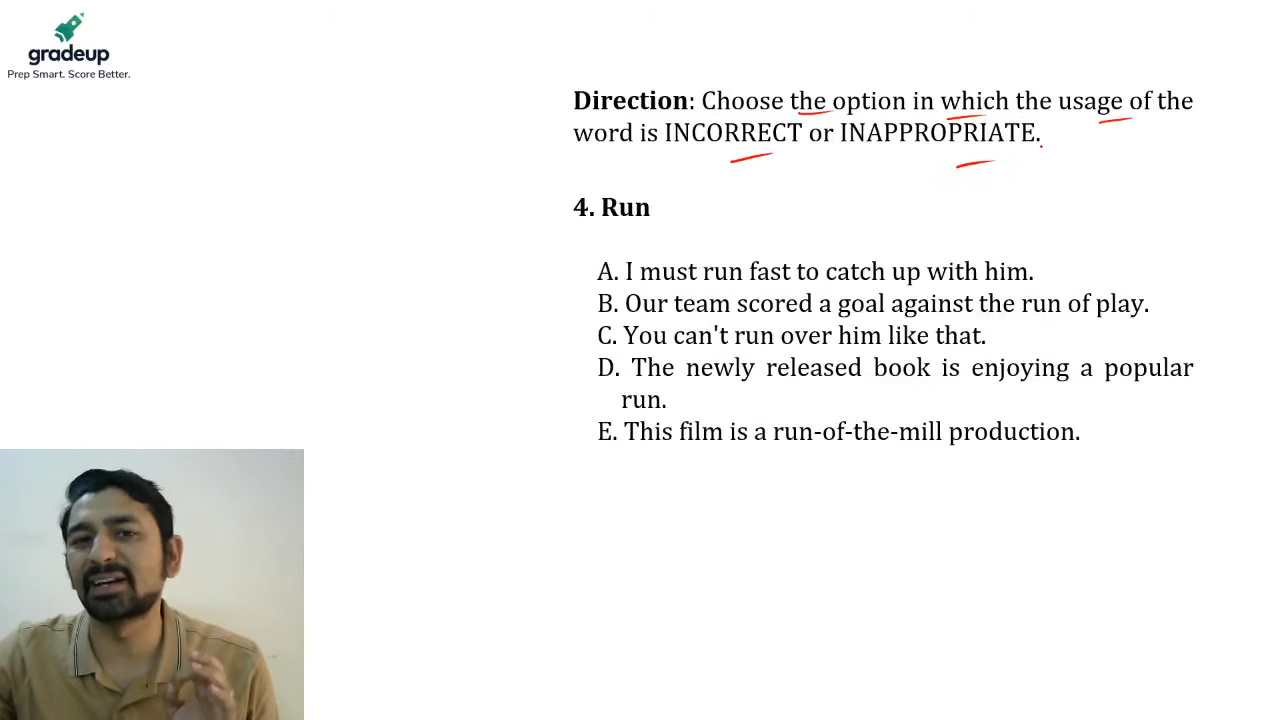 gradeup
Prep Smart. Score Better.
Direction: Choose the option in which the usage of the
word is INCORRECT or INAPPROPRIATE.
4. Run
A. I must run fast to catch up with him.
B. Our team scored a goal against the run of play.
C. You can't run over him like that.
D. The newly released book is enjoying a popular
run.
E. This film is a run-of-the-mill production.